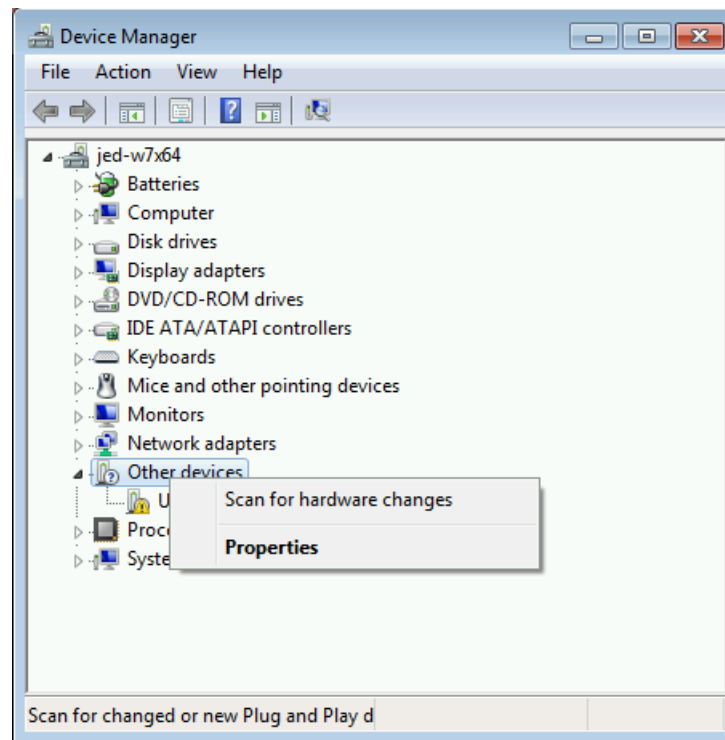 Device Manager
File Action View Help
jed-w7x64
Batteries
Computer
Disk drives
Display adapters
DVD/CD-ROM drives
IDE ATA/ATAPI controllers
Keyboards
Mice and other pointing devices
Monitors
Network adapters
Other devices
U
Scan for hardware changes
Proc
Properties
Syste
Scan for changed or new Plug and Play d